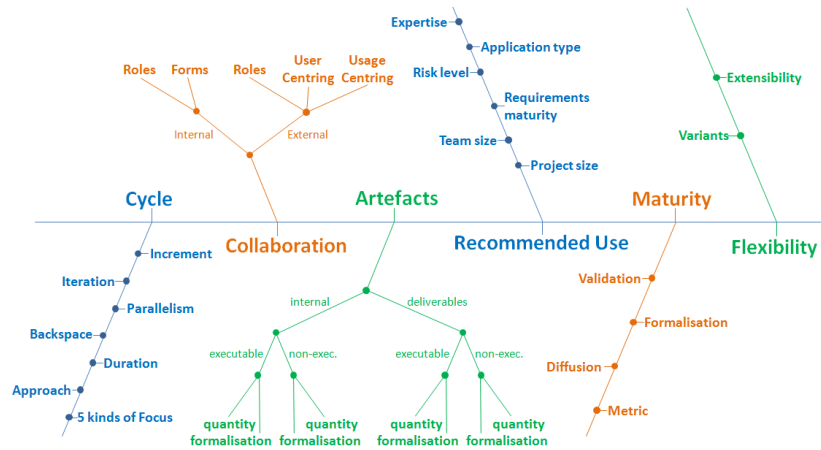 Expertise
Application type
Risk level
Requirements
maturity
Team size
Project size
Extensibility
Variants
Roles
Forms
Roles
User
Centring
Usage
Centring
Internal
External
Cycle
Artefacts
Maturity
Collaboration
Recommended Use
Flexibility
Increment
Iteration
Parallelism
Backspace
Duration
Approach
5 kinds of Focus
internal
deliverables
executable
non-exec.
executable
non-exec.
quantity
formalisation
quantity
formalisation
quantity
formalisation
quantity
formalisation
Validation
Formalisation
Diffusion
Metric